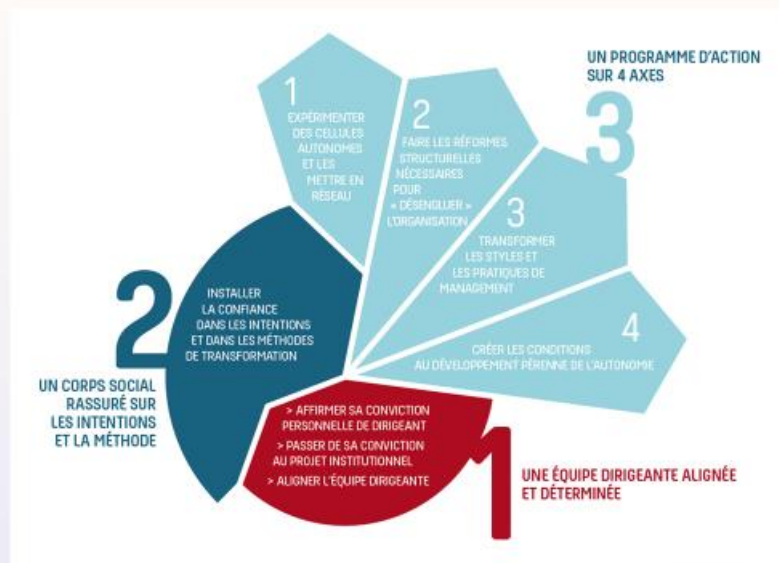 UN PROGRAMME D'ACTION
SUR 4 AXES
3
1
EXPÉRIMENTER
DES CELLULES
AUTONOMES
ET LES
METTRE EN
RÉSEAU
2
FAIRE LES RÉFORMES
STRUCTURELLES
NÉCESSAIRES
POUR
« DÉSENGLUER »
L'ORGANISATION
3
TRANSFORMER
LES STYLES ET
LES PRATIQUES DE
MANAGEMENT
4
CRÉER LES CONDITIONS
AU DÉVELOPPEMENT PÉRENNE DE L'AUTONOMIE
2
UN CORPS SOCIAL
RASSURÉ SUR
LES INTENTIONS
ET LA MÉTHODE
INSTALLER
LA CONFIANCE
DANS LES INTENTIONS
ET DANS LES MÉTHODES
DE TRANSFORMATION
> AFFIRMER SA CONVICTION
PERSONNELLE DE DIRIGEANT
> PASSER DE SA CONVICTION
AU PROJET INSTITUTIONNEL
> ALIGNER L'ÉQUIPE DIRIGEANTE
1
UNE ÉQUIPE DIRIGEANTE ALIGNÉE
ET DÉTERMINÉE